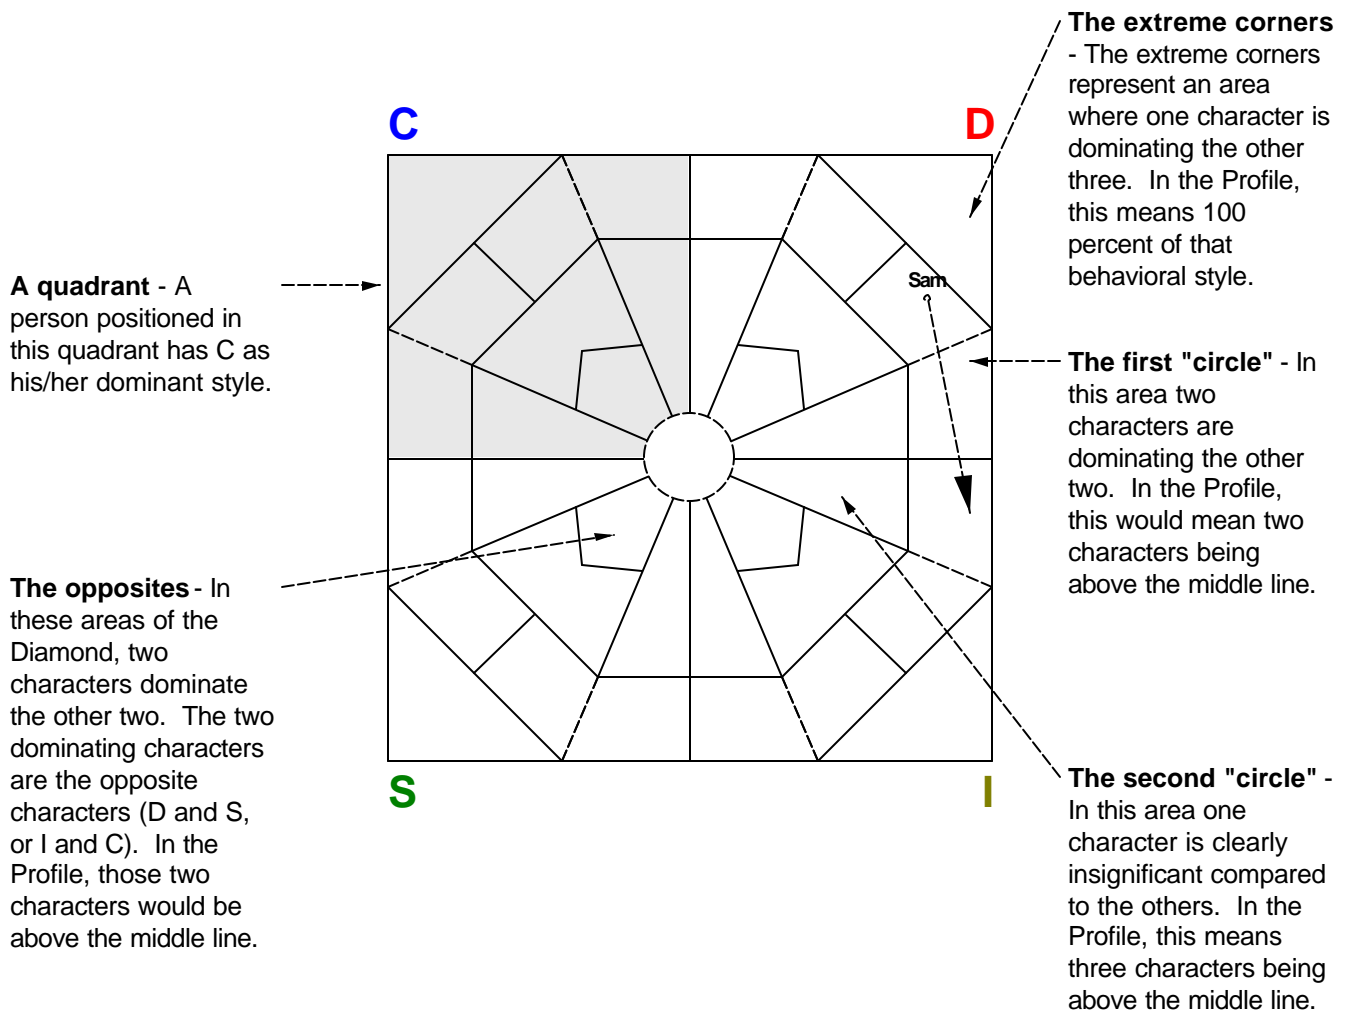 The extreme corners
- The extreme corners
represent an area
where one character is
dominating the other
three. In the Profile,
this means 100
percent of that
behavioral style.
C
D
A quadrant - A
person positioned in
this quadrant has C as
his/her dominant style.
Sam
The first "circle" - In
this area two
characters are
dominating the other
two. In the Profile,
this would mean two
characters being
above the middle line.
The opposites - In
these areas of the
Diamond, two
characters dominate
the other two. The two
dominating characters
are the opposite
characters (D and S,
or I and C). In the
Profile, those two
characters would be
above the middle line.
S
I
The second "circle" -
In this area one
character is clearly
insignificant compared
to the others. In the
Profile, this means
three characters being
above the middle line.